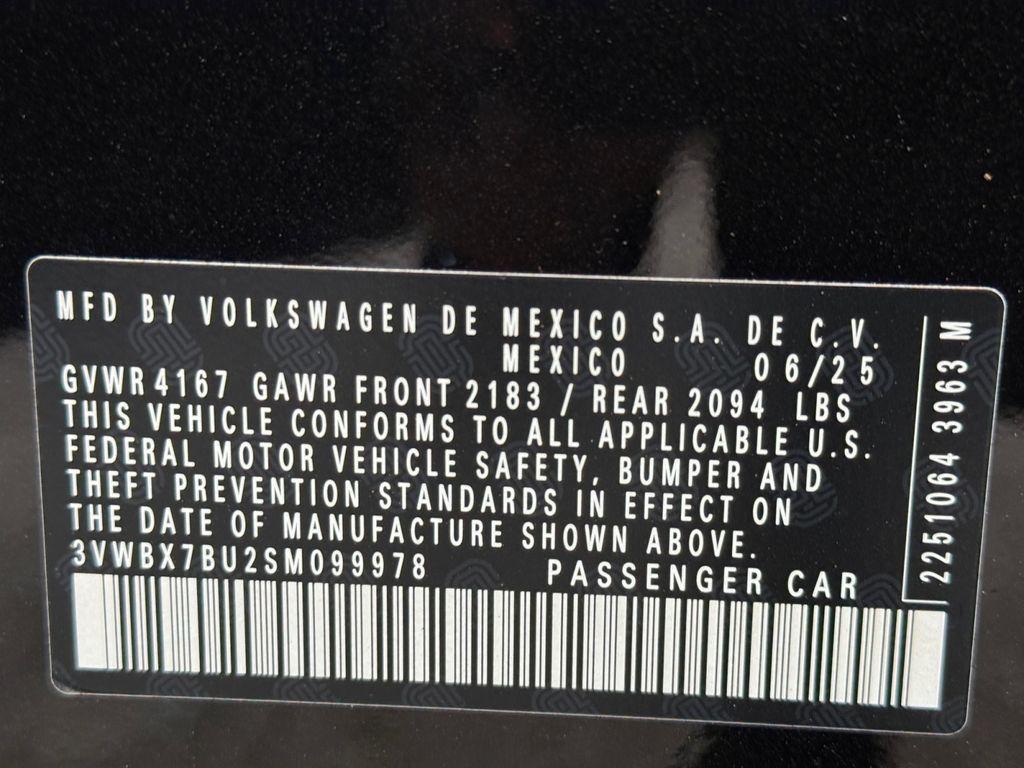 MFD BY VOLKSWAGEN DE MEXICO S.A. DE C.V.
MEXICO 06/25
GVWR 4167 GAWR FRONT 2183 / REAR 2094 LBS
THIS VEHICLE CONFORMS TO ALL APPLICABLE U.S.
FEDERAL MOTOR VEHICLE SAFETY, BUMPER AND
THEFT PREVENTION STANDARDS IN EFFECT ON
THE DATE OF MANUFACTURE SHOWN ABOVE.
3VWBX7BU2SM099978 PASSENGER CAR
2251064 3963 M